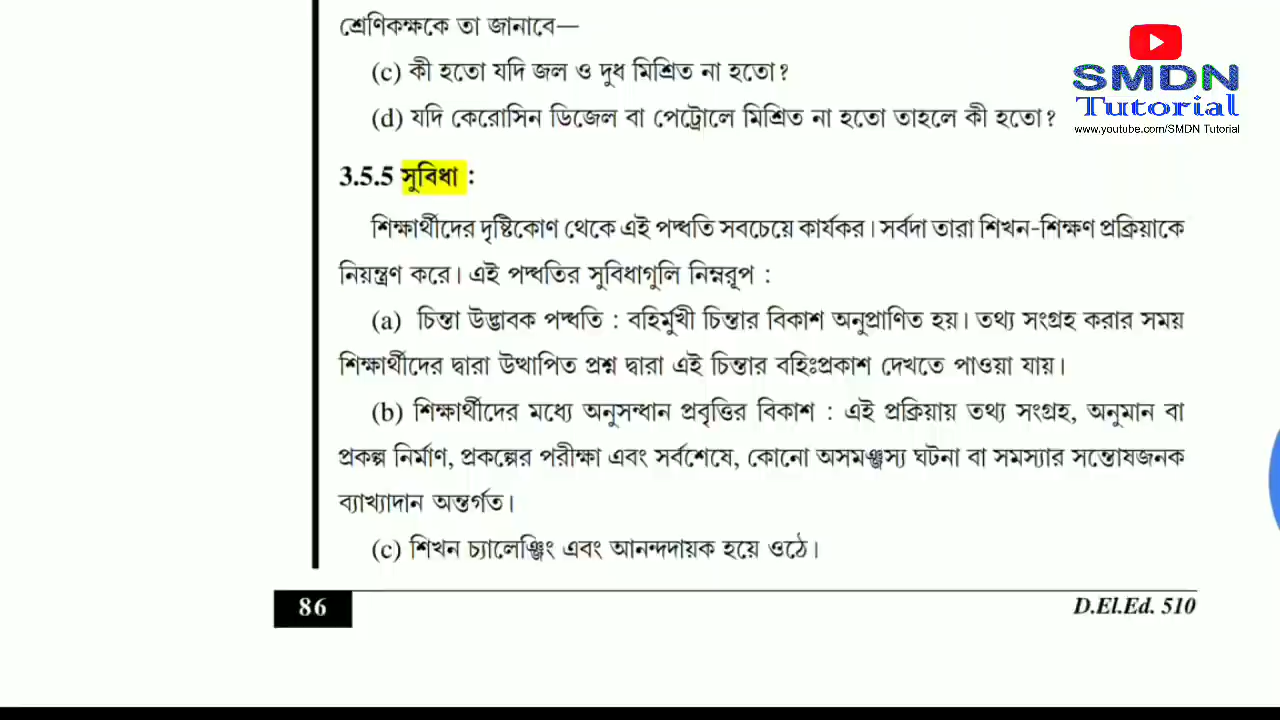 শ্রেণিকক্ষকে তা জানাবে—
(c) কী হতো যদি জল ও দুধ মিশ্রিত না হতো?
(d) যদি কেরোসিন ডিজেল বা পেট্রোলে মিশ্রিত না হতো তাহলে কী হতো?
SMDN
Tutorial
www.youtube.com/SMDN Tutorial
3.5.5 সুবিধা :
শিক্ষার্থীদের দৃষ্টিকোণ থেকে এই পদ্ধতি সবচেয়ে কার্যকর। সর্বদা তারা শিখন-শিক্ষণ প্রক্রিয়াকে
নিয়ন্ত্রণ করে। এই পদ্ধতির সুবিধাগুলি নিম্নরূপ :
(a) চিন্তা উদ্ভাবক পদ্ধতি : বহির্মুখী চিন্তার বিকাশ অনুপ্রাণিত হয়। তথ্য সংগ্রহ করার সময়
শিক্ষার্থীদের দ্বারা উত্থাপিত প্রশ্ন দ্বারা এই চিন্তার বহিঃপ্রকাশ দেখতে পাওয়া যায়।
(b) শিক্ষার্থীদের মধ্যে অনুসন্ধান প্রবৃত্তির বিকাশ : এই প্রক্রিয়ায় তথ্য সংগ্রহ, অনুমান বা
প্রকল্প নির্মাণ, প্রকল্পের পরীক্ষা এবং সর্বশেষে, কোনো অসমঞ্জস্য ঘটনা বা সমস্যার সন্তোষজনক
ব্যাখ্যাদান অন্তর্গত।
(c) শিখন চ্যালেঞ্জিং এবং আনন্দদায়ক হয়ে ওঠে।
86
D.El.Ed. 510